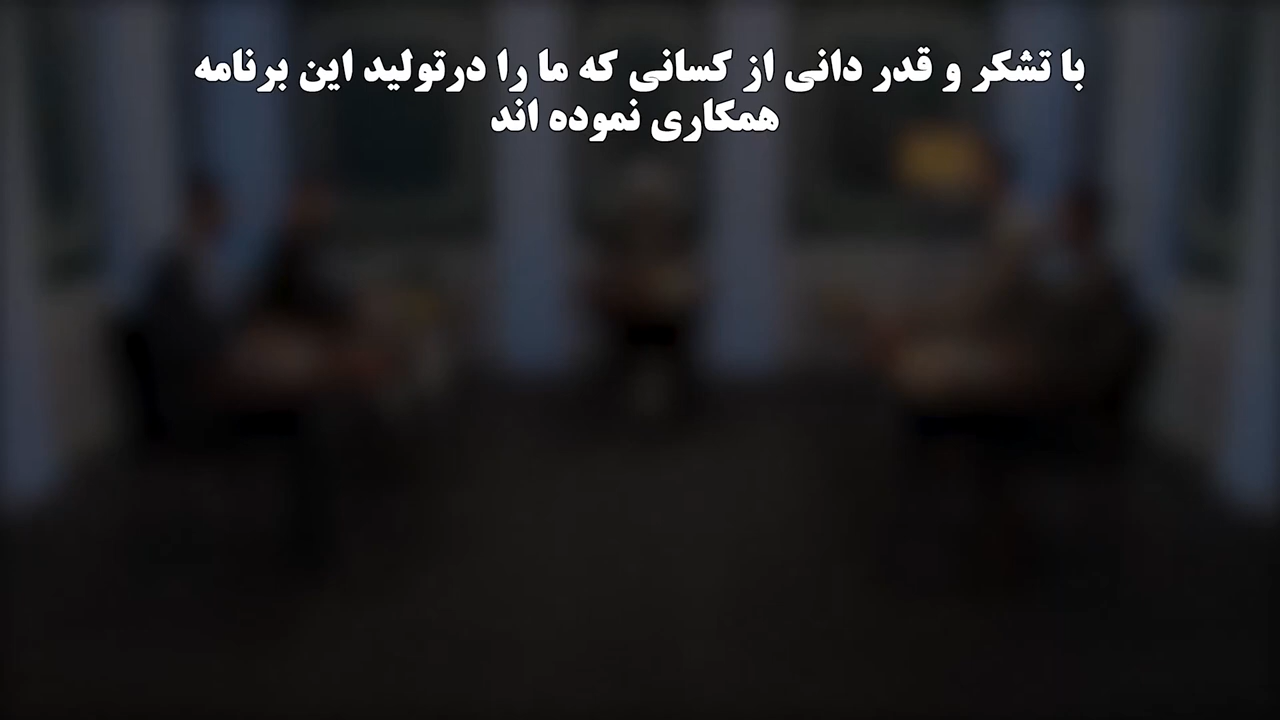 با تشکر و قدر دانی از کسانی که ما را درتولید این برنامه
همکاری نموده اند